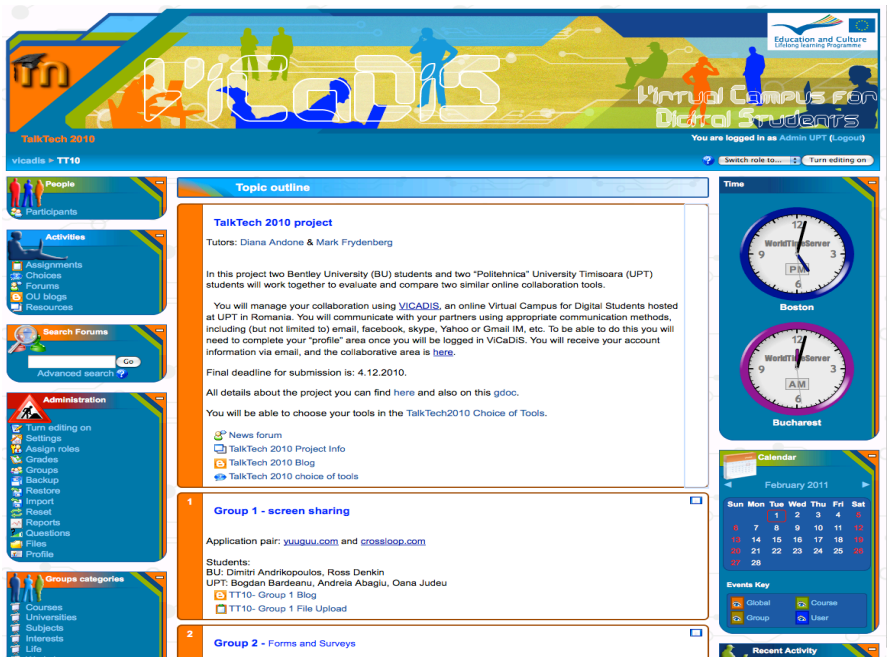 Education and Culture
Lifelong learning Programme
m
ViCaDiS
Virtual Campus for
Digital Students
TalkTech 2010
You are logged in as Admin UPT (Logout)
vicadis ► TT10
Switch role to...
Turn editing on
People
Participants
Activities
Assignments
Choices
Forums
OU blogs
Resources
Search Forums
Go
Advanced search
Administration
Turn editing on
Settings
Assign roles
Grades
Groups
Backup
Restore
Import
Reset
Reports
Questions
Files
Profile
Groups categories
Courses
Universities
Subjects
Interests
Life
Topic outline
TalkTech 2010 project
Tutors: Diana Andone & Mark Frydenberg
In this project two Bentley University (BU) students and two “Politehnica” University Timisoara (UPT)
students will work together to evaluate and compare two similar online collaboration tools.
You will manage your collaboration using VICADIS, an online Virtual Campus for Digital Students hosted
at UPT in Romania. You will communicate with your partners using appropriate communication methods,
including (but not limited to) email, facebook, skype, Yahoo or Gmail IM, etc. To be able to do this you will
need to complete your “profile” area once you will be logged in ViCaDiS. You will receive your account
information via email, and the collaborative area is here.
Final deadline for submission is: 4.12.2010.
All details about the project you can find here and also on this gdoc.
You will be able to choose your tools in the TalkTech2010 Choice of Tools.
News forum
TalkTech 2010 Project Info
TalkTech 2010 Blog
TalkTech 2010 choice of tools
1
Group 1 - screen sharing
Application pair: yuuguu.com and crossloop.com
Students:
BU: Dimitri Andrikopoulos, Ross Denkin
UPT: Bogdan Bardeanu, Andreia Abagiu, Oana Judeu
TT10- Group 1 Blog
TT10- Group 1 File Upload
2
Group 2 - Forms and Surveys
Time
12
WorldTimeServer
9 3
PM
6
Boston
12
WorldTimeServer
9 3
AM
6
Bucharest
Calendar
◄ February 2011 ►
Sun Mon Tue Wed Thu Fri Sat
1 2 3 4 5
6 7 8 9 10 11 12
13 14 15 16 17 18 19
20 21 22 23 24 25 26
27 28
Events Key
Global Course
Group User
Recent Activity